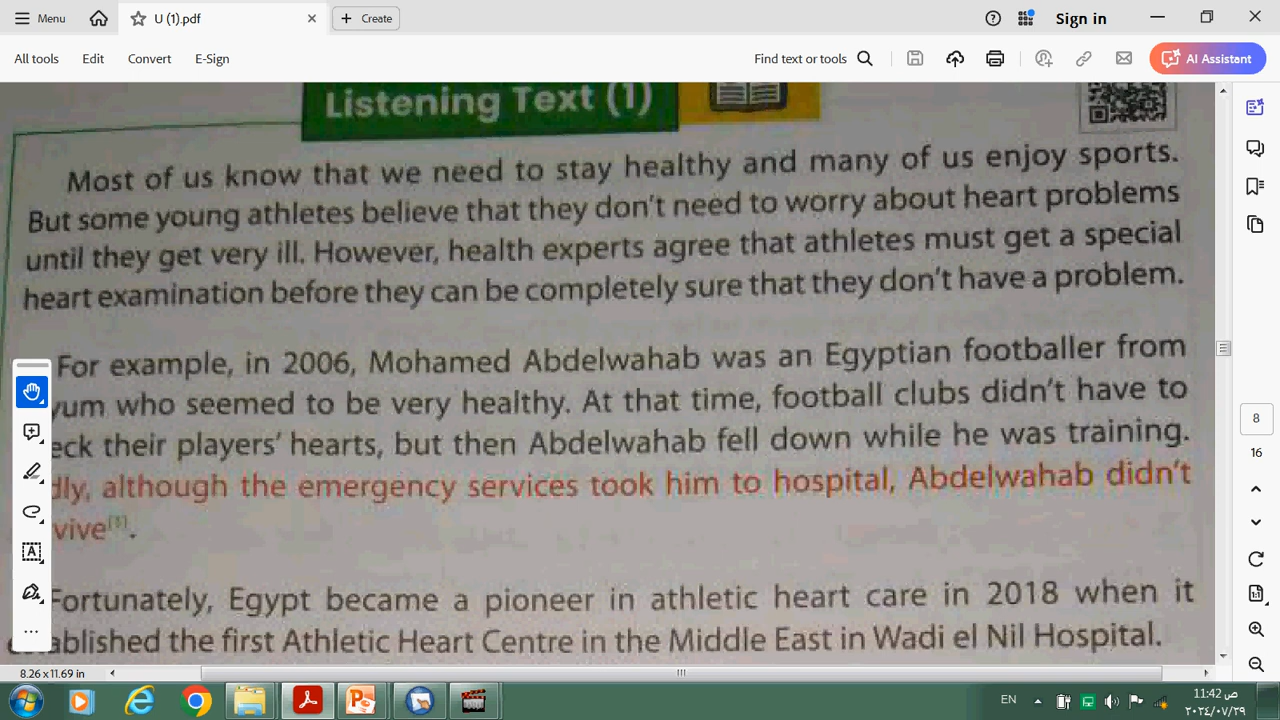 Menu
U (1).pdf
Create
Sign in
All tools
Edit
Convert
E-Sign
Find text or tools
AI Assistant
Listening Text (1)
Most of us know that we need to stay healthy and many of us enjoy sports.
But some young athletes believe that they don't need to worry about heart problems
until they get very ill. However, health experts agree that athletes must get a special
heart examination before they can be completely sure that they don't have a problem.
For example, in 2006, Mohamed Abdelwahab was an Egyptian footballer from
yum who seemed to be very healthy. At that time, football clubs didn't have to
eck their players' hearts, but then Abdelwahab fell down while he was training.
dly, although the emergency services took him to hospital, Abdelwahab didn't
vive[1].
Fortunately, Egypt became a pioneer in athletic heart care in 2018 when it
established the first Athletic Heart Centre in the Middle East in Wadi el Nil Hospital.
8
16
8.26 x 11.69 in
EN
11:42 ص
٢٠٢٤/٠٧/٢٩